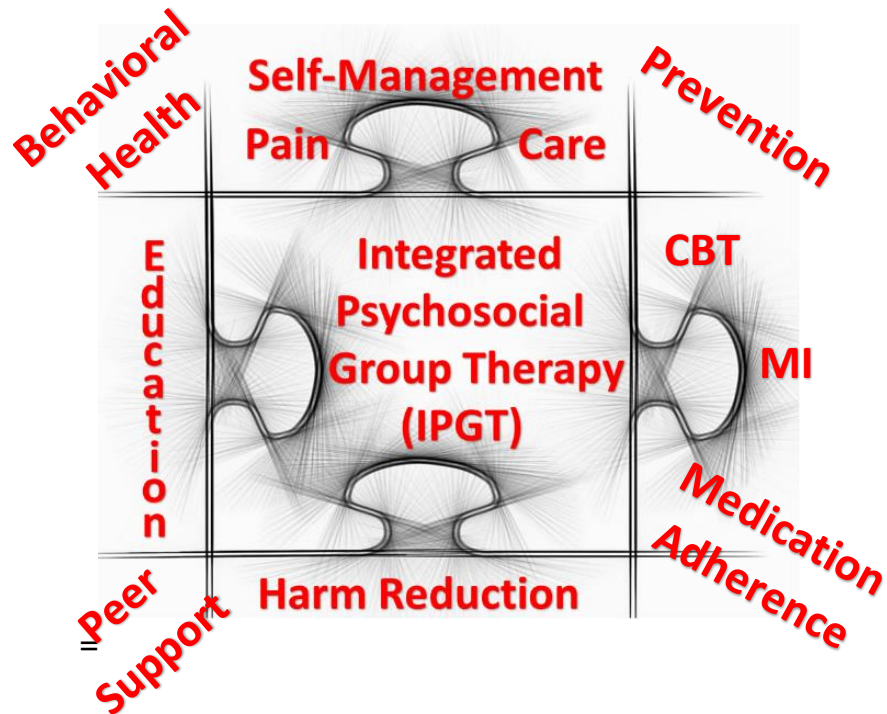 Behavioral
Health
Self-Management
Pain Care
Prevention
Education
Integrated
Psychosocial
Group Therapy
(IPGT)
CBT
MI
Medication
Adherence
Harm Reduction
Peer
Support
=